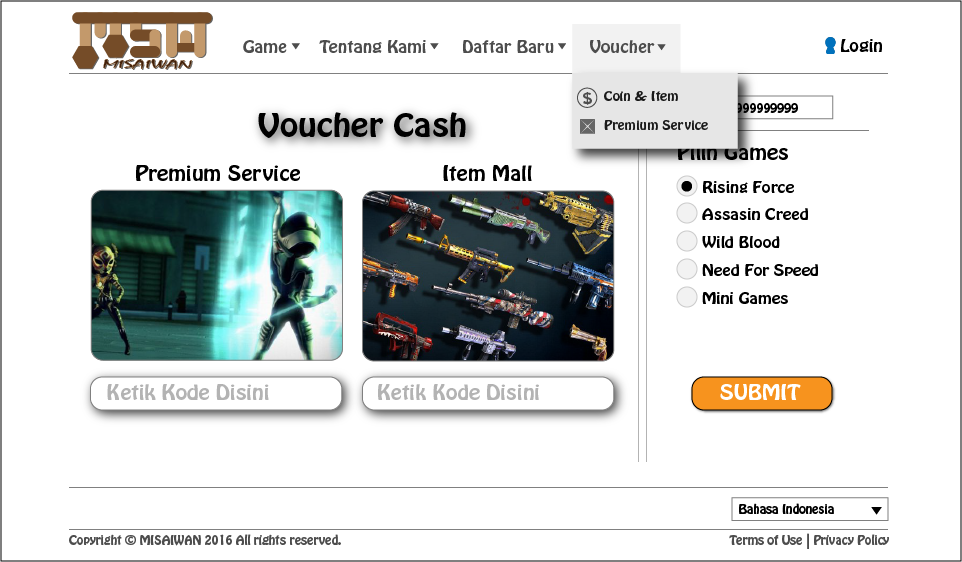 MISAIWAN
Game Tentang Kami Daftar Baru Voucher Login
Coin & Item
Premium Service
999999999
Voucher Cash
Pilih Games
Premium Service Item Mall
Rising Force
Assasin Creed
Wild Blood
Need For Speed
Mini Games
Ketik Kode Disini Ketik Kode Disini SUBMIT
Bahasa Indonesia
Copyright © MISAIWAN 2016 All rights reserved. Terms of Use | Privacy Policy